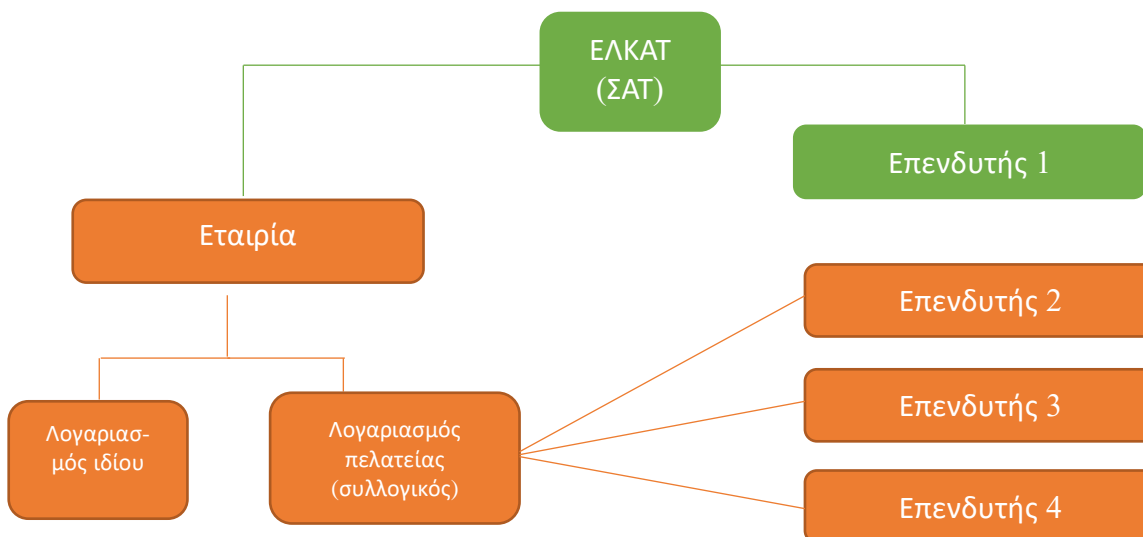 ΕΛΚΑΤ
(ΣΑΤ)
Επενδυτής 1
Εταιρία
Επενδυτής 2
Επενδυτής 3
Επενδυτής 4
Λογαριασ-
μός ιδίου
Λογαριασμός
πελατείας
(συλλογικός)